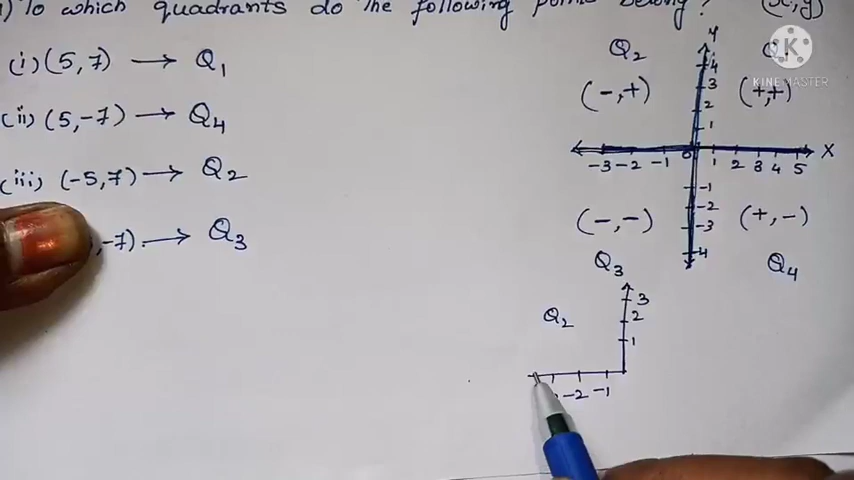 To which quadrants do the following points belong? (x,y)
(i) (5,7) → Q1
(ii) (5,-7) → Q4
(iii) (-5,7) → Q2
,-7) → Q3
Y
Q2
(-,+) (+,+)
K
KINEMASTER
4
3
2
1
-3 -2 -1 0 1 2 3 4 5 X
-1
-2
-3
-4
(-,-) (+,-)
Q3 Q4
Q2
3
2
1
-2 -1